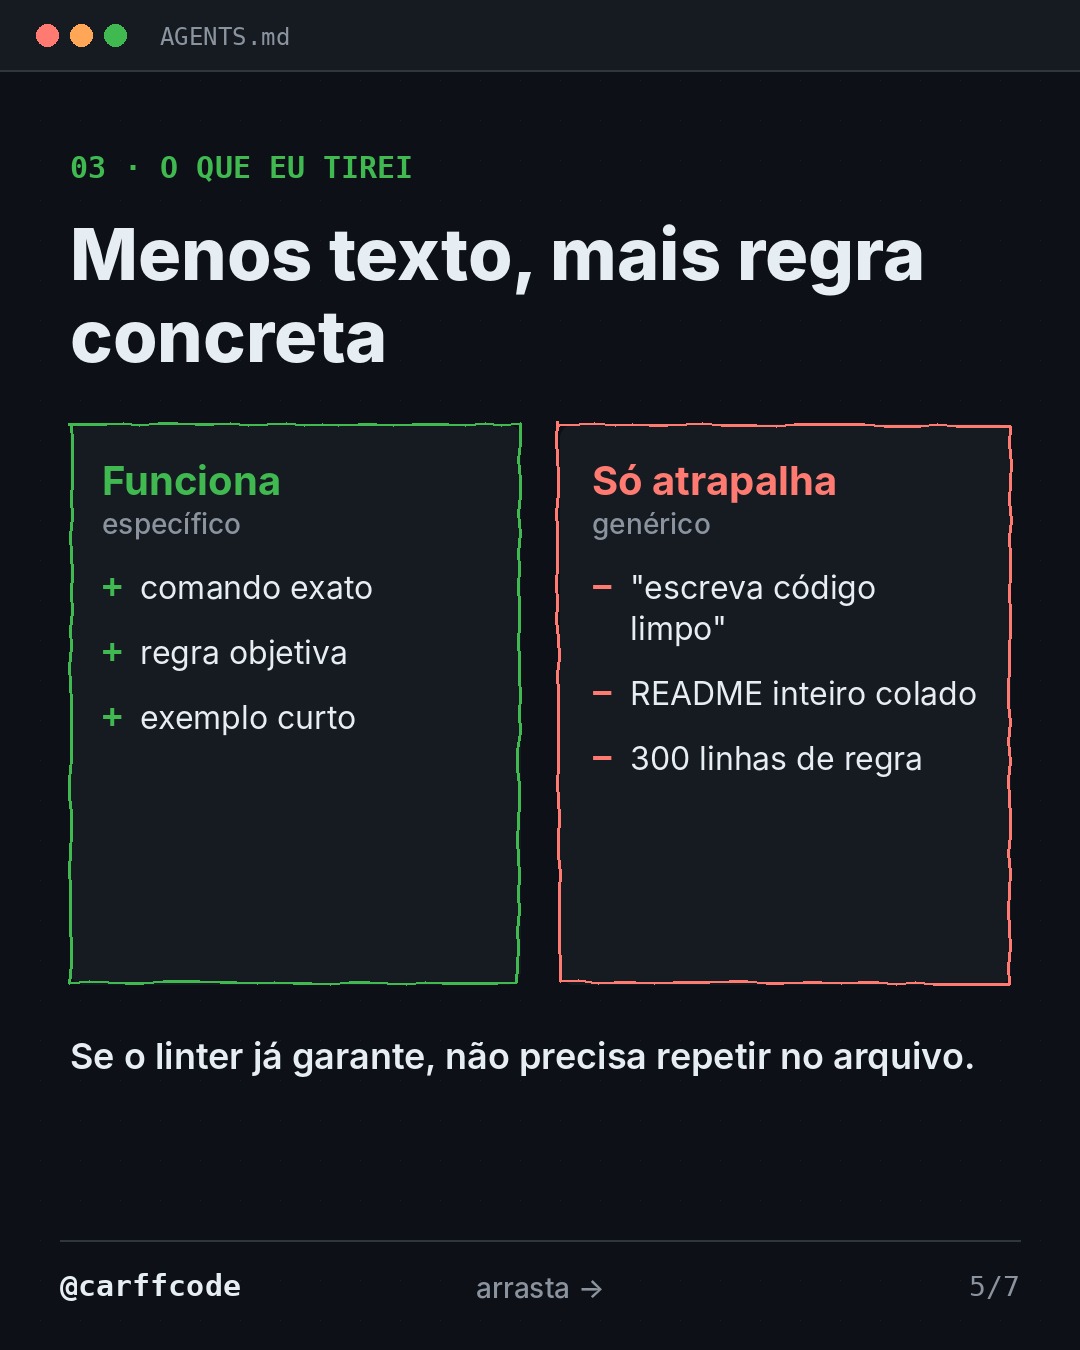 AGENTS.md
03 · O QUE EU TIREI
Menos texto, mais regra
concreta
Funciona
específico
+ comando exato
+ regra objetiva
+ exemplo curto
Só atrapalha
genérico
– "escreva código
limpo"
– README inteiro colado
– 300 linhas de regra
Se o linter já garante, não precisa repetir no arquivo.
@carffcode
arrasta →
5/7